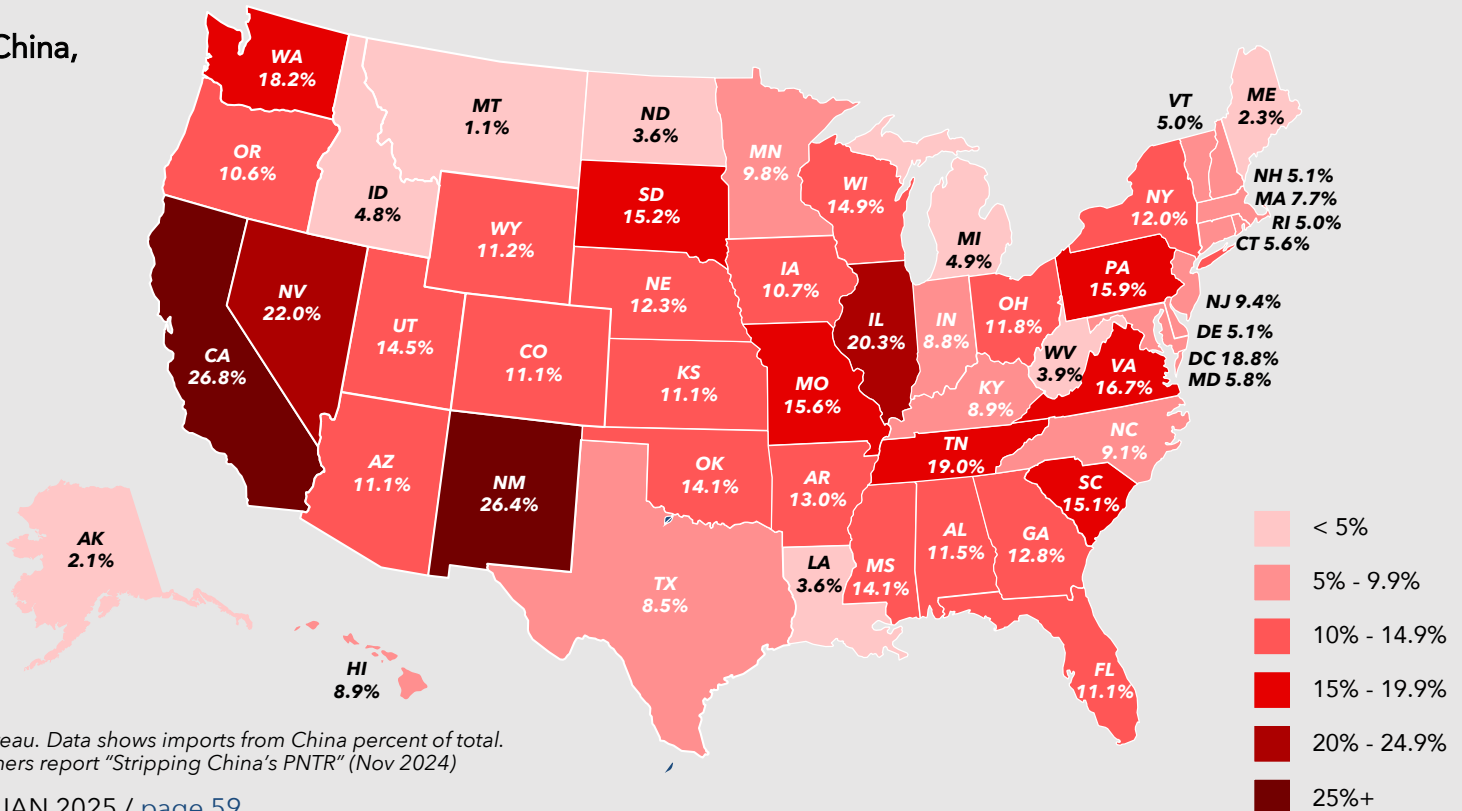 China,
WA
18.2%
OR
10.6%
CA
26.8%
NV
22.0%
ID
4.8%
MT
1.1%
WY
11.2%
UT
14.5%
AZ
11.1%
CO
11.1%
NM
26.4%
ND
3.6%
SD
15.2%
NE
12.3%
KS
11.1%
OK
14.1%
TX
8.5%
MN
9.8%
IA
10.7%
MO
15.6%
AR
13.0%
LA
3.6%
WI
14.9%
IL
20.3%
MI
4.9%
IN
8.8%
OH
11.8%
KY
8.9%
TN
19.0%
MS
14.1%
AL
11.5%
GA
12.8%
FL
11.1%
SC
15.1%
NC
9.1%
VA
16.7%
WV
3.9%
PA
15.9%
NY
12.0%
VT
5.0%
ME
2.3%
NH 5.1%
MA 7.7%
RI 5.0%
CT 5.6%
NJ 9.4%
DE 5.1%
DC 18.8%
MD 5.8%
AK
2.1%
HI
8.9%
< 5%
5% - 9.9%
10% - 14.9%
15% - 19.9%
20% - 24.9%
25%+
Data shows imports from China percent of total.
report “Stripping China’s PNTR” (Nov 2024)
JAN 2025 / page 59